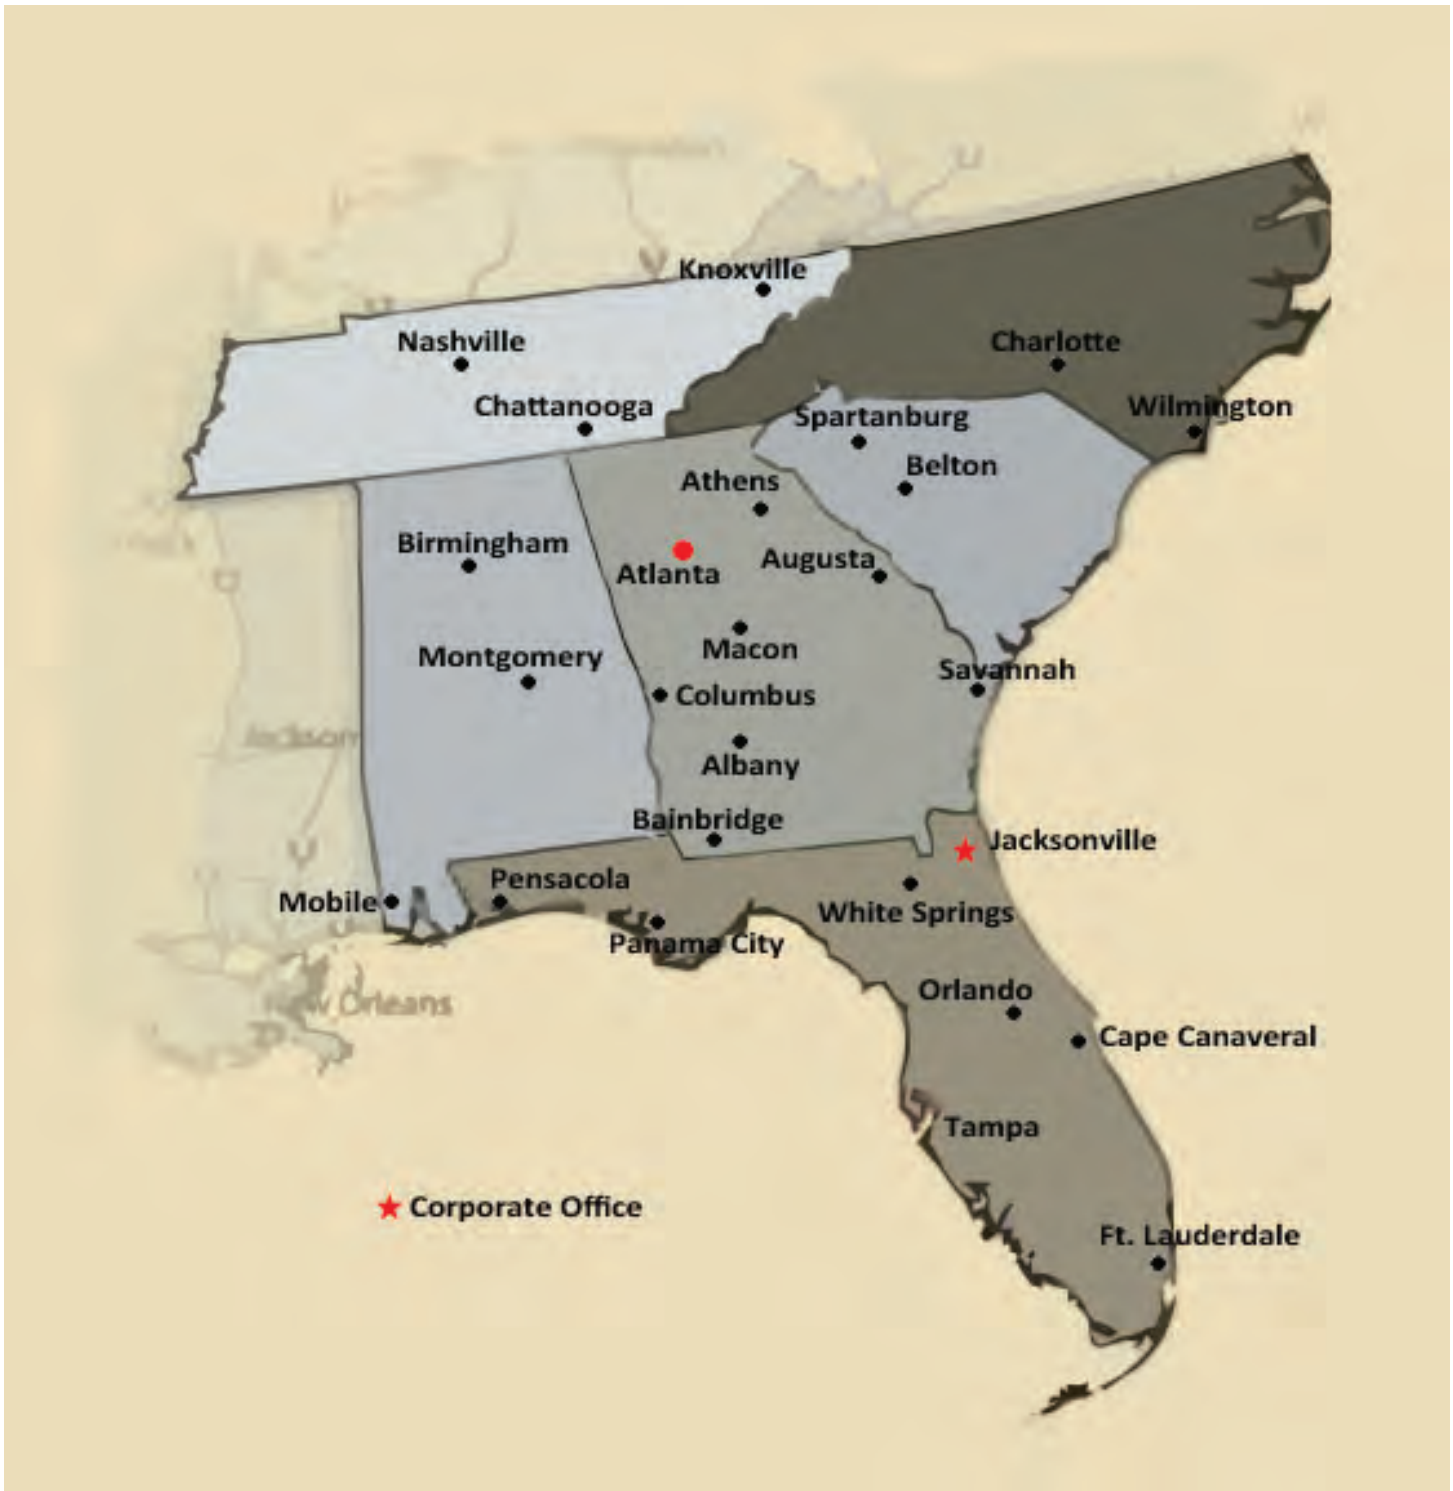 Knoxville
Nashville
Charlotte
Chattanooga
Wilmington
Spartanburg
Belton
Athens
Birmingham
Augusta
Atlanta
Macon
Montgomery
Savannah
Columbus
Jackson
Albany
Bainbridge
Jacksonville
Pensacola
Mobile
White Springs
Panama City
Orlando
New Orleans
Cape Canaveral
Tampa
Corporate Office
Ft. Lauderdale